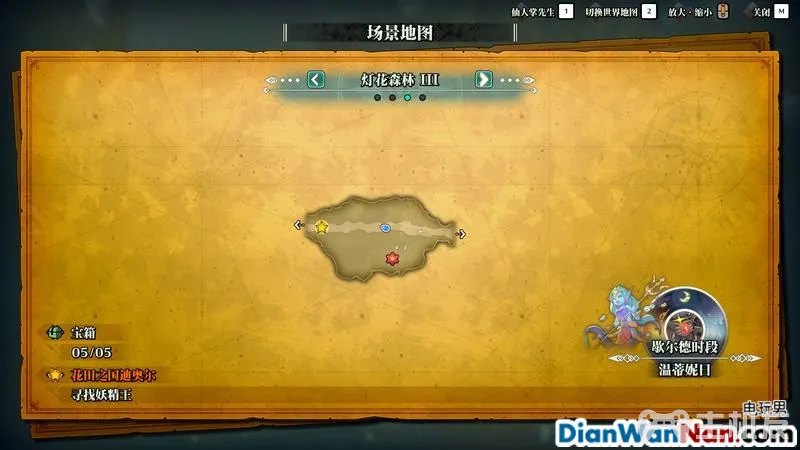 仙人掌先生 1 切换世界地图 2 放大·缩小 关闭 M
场景地图
灯花森林 III
宝箱
05/05
花田之国迪奥尔
寻找妖精王
歇尔德时段
温蒂妮日
电玩男
DianWanNan.com